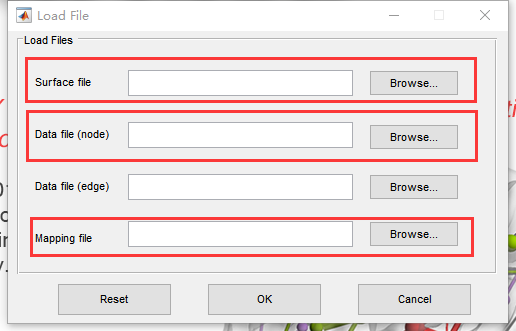 Load File
Load Files
Surface file Browse...
Data file (node) Browse...
Data file (edge) Browse...
Mapping file Browse...
Reset OK Cancel